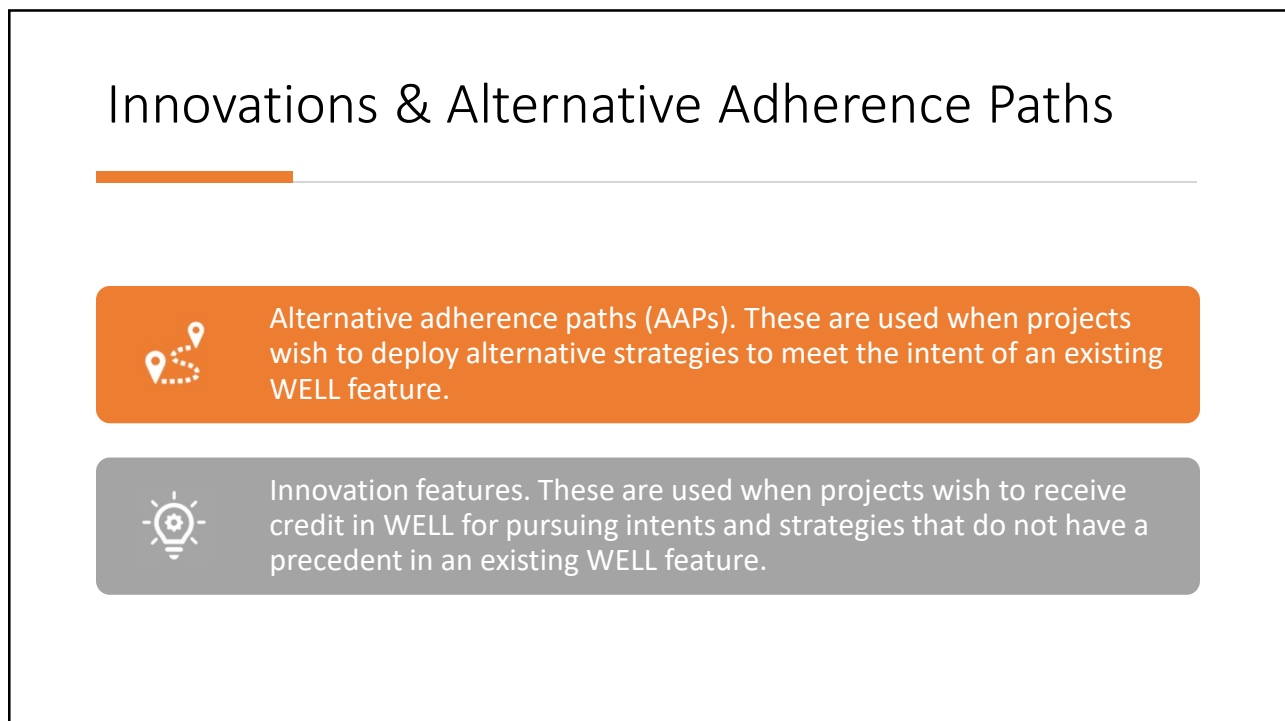 Innovations & Alternative Adherence Paths
Alternative adherence paths (AAPs). These are used when projects
wish to deploy alternative strategies to meet the intent of an existing
WELL feature.
Innovation features. These are used when projects wish to receive
credit in WELL for pursuing intents and strategies that do not have a
precedent in an existing WELL feature.